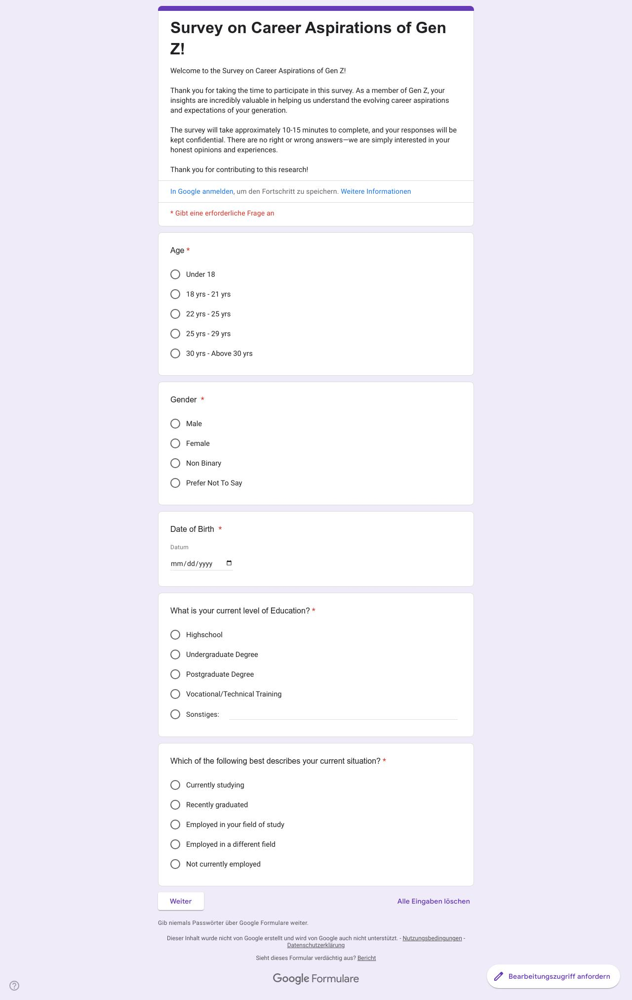 Survey on Career Aspirations of Gen
Z!
Welcome to the Survey on Career Aspirations of Gen Z!
Thank you for taking the time to participate in this survey. As a member of Gen Z, your
insights are incredibly valuable in helping us understand the evolving career aspirations
and expectations of your generation.
The survey will take approximately 10-15 minutes to complete, and your responses will be
kept confidential. There are no right or wrong answers—we are simply interested in your
honest opinions and experiences.
Thank you for contributing to this research!
In Google anmelden, um den Fortschritt zu speichern. Weitere Informationen
* Gibt eine erforderliche Frage an
Age *
Under 18
18 yrs - 21 yrs
22 yrs - 25 yrs
25 yrs - 29 yrs
30 yrs - Above 30 yrs
Gender *
Male
Female
Non Binary
Prefer Not To Say
Date of Birth *
Datum
mm/dd/yyyy
What is your current level of Education? *
Highschool
Undergraduate Degree
Postgraduate Degree
Vocational/Technical Training
Sonstiges:
Which of the following best describes your current situation? *
Currently studying
Recently graduated
Employed in your field of study
Employed in a different field
Not currently employed
Weiter
Alle Eingaben löschen
Gib niemals Passwörter über Google Formulare weiter.
Dieser Inhalt wurde nicht von Google erstellt und wird von Google auch nicht unterstützt. - Nutzungsbedingungen -
Datenschutzerklärung
Sieht dieses Formular verdächtig aus? Bericht
Google Formulare
Bearbeitungszugriff anfordern